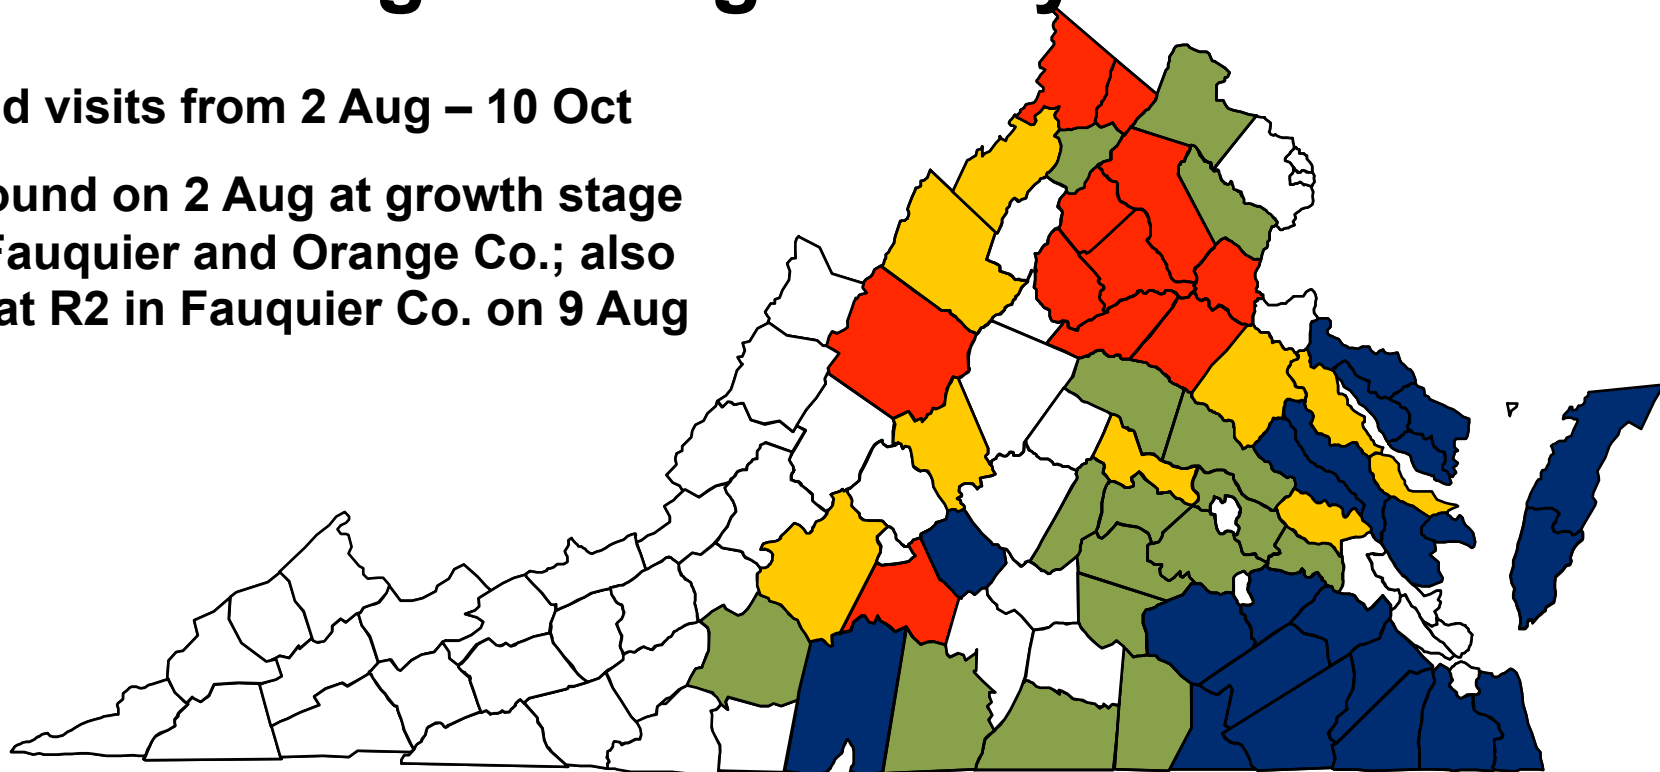 d visits from 2 Aug – 10 Oct
ound on 2 Aug at growth stage
Fauquier and Orange Co.; also
at R2 in Fauquier Co. on 9 Aug